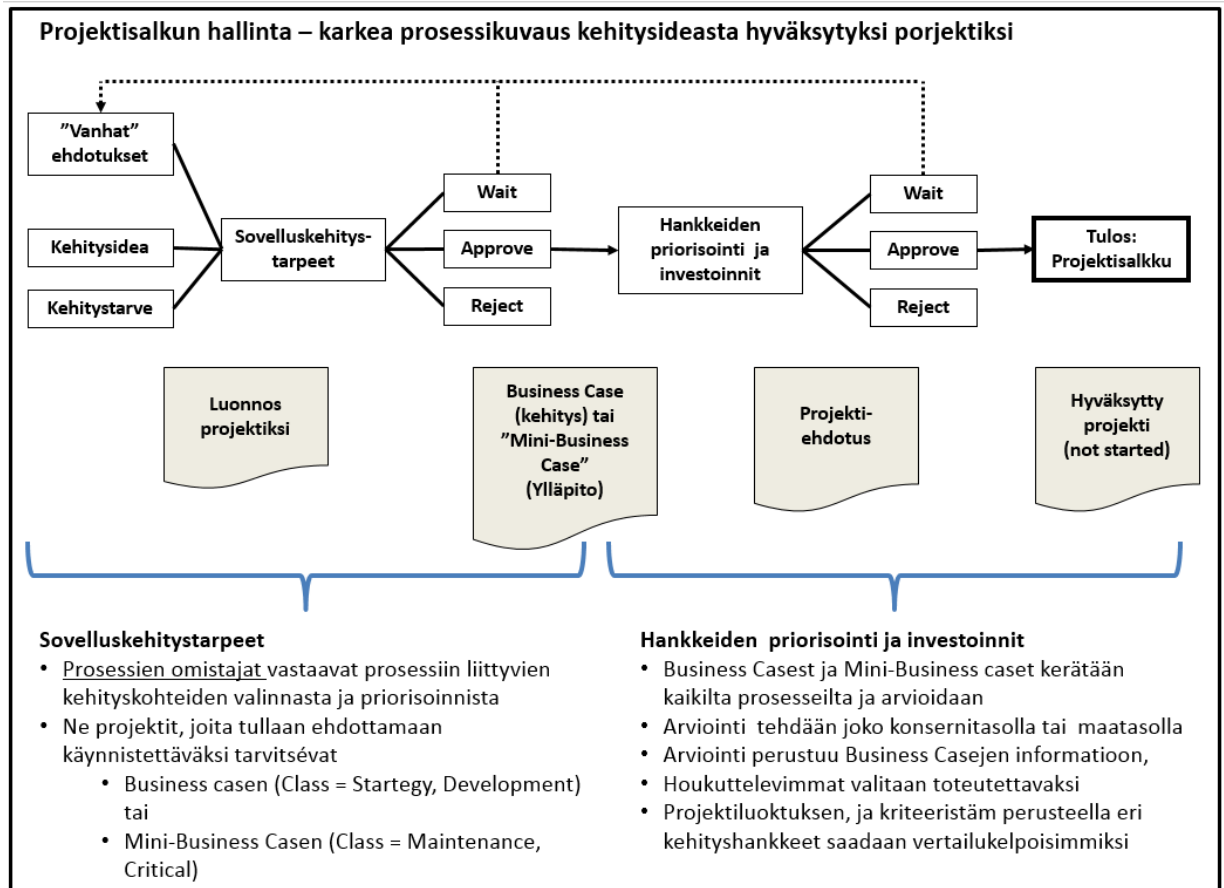 Projektisalkun hallinta – karkea prosessikuvaus kehitysideasta hyväksytyksi porjektiksi
”Vanhat”
ehdotukset
Kehitysidea
Kehitystarve
Sovelluskehitys-
tarpeet
Wait
Approve
Reject
Hankkeiden
priorisointi ja
investoinnit
Wait
Approve
Reject
Tulos:
Projektisalkku
Luonnos
projektiksi
Business Case
(kehitys) tai
”Mini-Business
Case”
(Ylläpito)
Projekti-
ehdotus
Hyväksytty
projekti
(not started)
Sovelluskehitystarpeet
• Prosessien omistajat vastaavat prosessiin liittyvien
kehityskohteiden valinnasta ja priorisoinnista
• Ne projektit, joita tullaan ehdottamaan
käynnistettäväksi tarvitsévat
• Business casen (Class = Startegy, Development)
tai
• Mini-Business Casen (Class = Maintenance,
Critical)
Hankkeiden priorisointi ja investoinnit
• Business Casest ja Mini-Business caset kerätään
kaikilta prosesseilta ja arvioidaan
• Arviointi tehdään joko konsernitasolla tai maatasolla
• Arviointi perustuu Business Casejen informatioon,
• Houkuttelevimmat valitaan toteutettavaksi
• Projektiluoktuksen, ja kriteeristäm perusteella eri
kehityshankkeet saadaan vertailukelpoisimmiksi